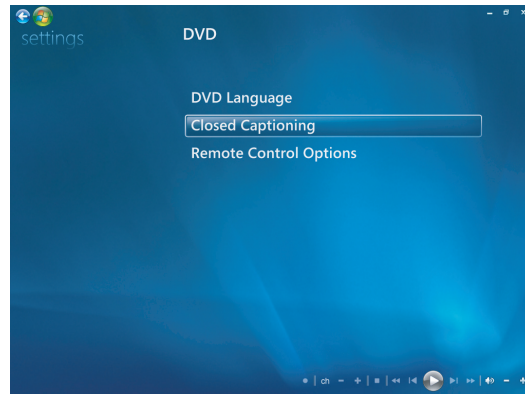 settings
DVD
DVD Language
Closed Captioning
Remote Control Options
ch